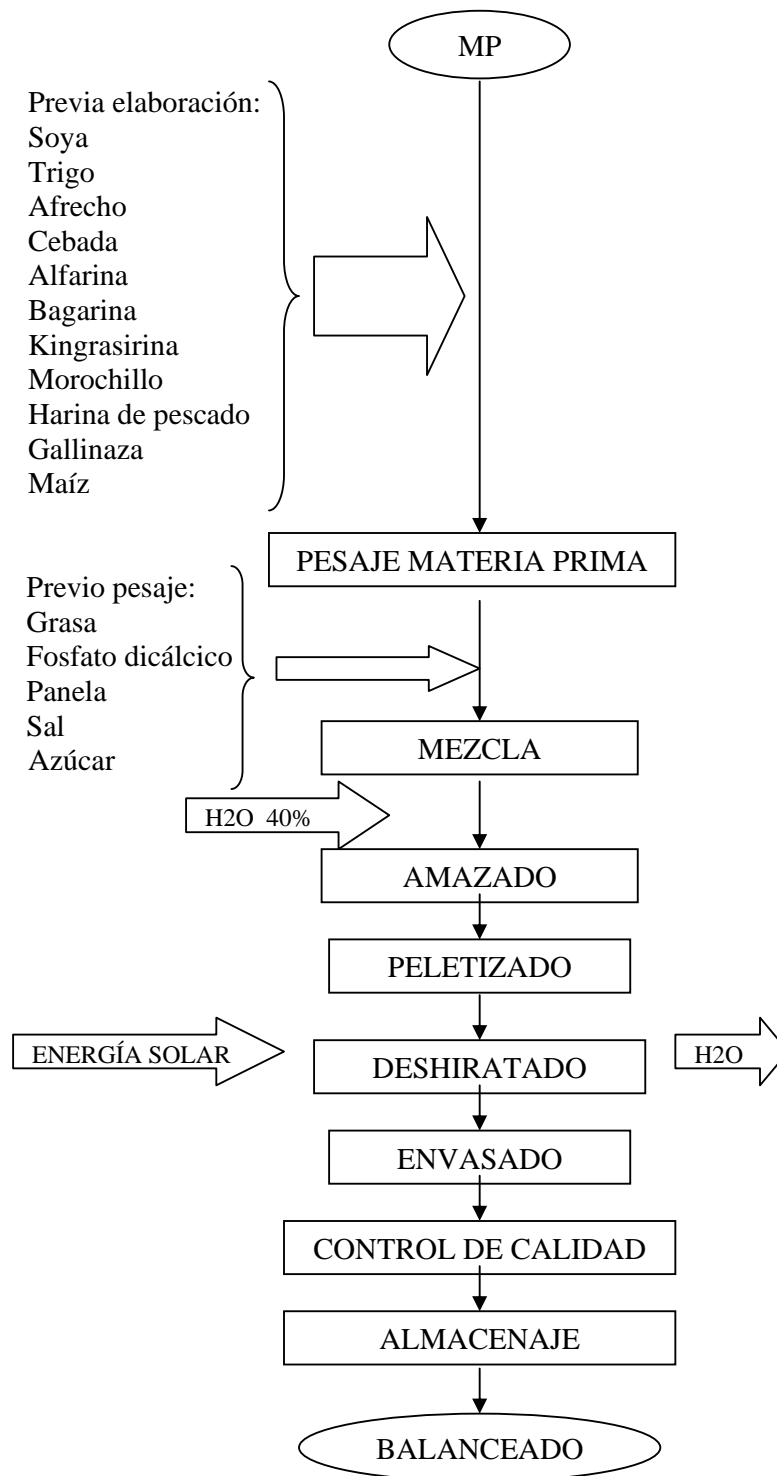 MP
Previa elaboración:
Soya
Trigo
Afrecho
Cebada
Alfarina
Bagarina
Kingrasirina
Morochillo
Harina de pescado
Gallinaza
Maíz
PESAJE MATERIA PRIMA
Previo pesaje:
Grasa
Fosfato dicálcico
Panela
Sal
Azúcar
MEZCLA
H2O 40%
AMAZADO
PELETIZADO
ENERGÍA SOLAR
DESHIRATADO
H2O
ENVASADO
CONTROL DE CALIDAD
ALMACENAJE
BALANCEADO